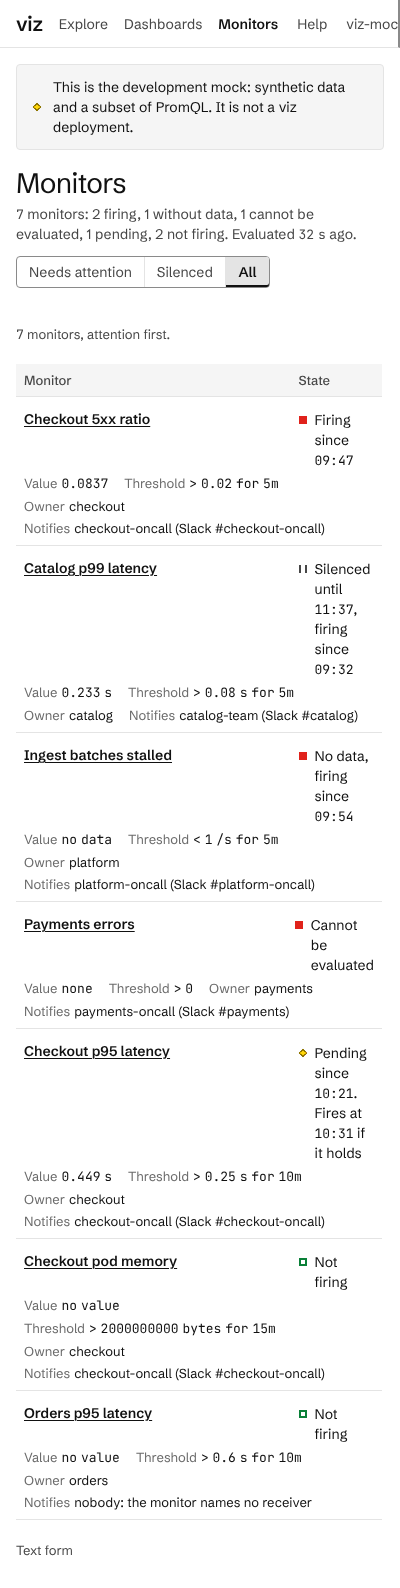 viz Explore Dashboards Monitors Help viz-moc
This is the development mock: synthetic data
and a subset of PromQL. It is not a viz
deployment.
Monitors
7 monitors: 2 firing, 1 without data, 1 cannot be
evaluated, 1 pending, 2 not firing. Evaluated 32 s ago.
Needs attention Silenced All
7 monitors, attention first.
Monitor State
Checkout 5xx ratio Firing
since
09:47
Value 0.0837 Threshold > 0.02 for 5m
Owner checkout
Notifies checkout-oncall (Slack #checkout-oncall)
Catalog p99 latency Silenced
until
11:37,
firing
since
09:32
Value 0.233 s Threshold > 0.08 s for 5m
Owner catalog Notifies catalog-team (Slack #catalog)
Ingest batches stalled No data,
firing
since
09:54
Value no data Threshold < 1 /s for 5m
Owner platform
Notifies platform-oncall (Slack #platform-oncall)
Payments errors Cannot
be
evaluated
Value none Threshold > 0 Owner payments
Notifies payments-oncall (Slack #payments)
Checkout p95 latency Pending
since
10:21.
Fires at
10:31 if
it holds
Value 0.449 s Threshold > 0.25 s for 10m
Owner checkout
Notifies checkout-oncall (Slack #checkout-oncall)
Checkout pod memory Not
firing
Value no value
Threshold > 2000000000 bytes for 15m
Owner checkout
Notifies checkout-oncall (Slack #checkout-oncall)
Orders p95 latency Not
firing
Value no value Threshold > 0.6 s for 10m
Owner orders
Notifies nobody: the monitor names no receiver
Text form